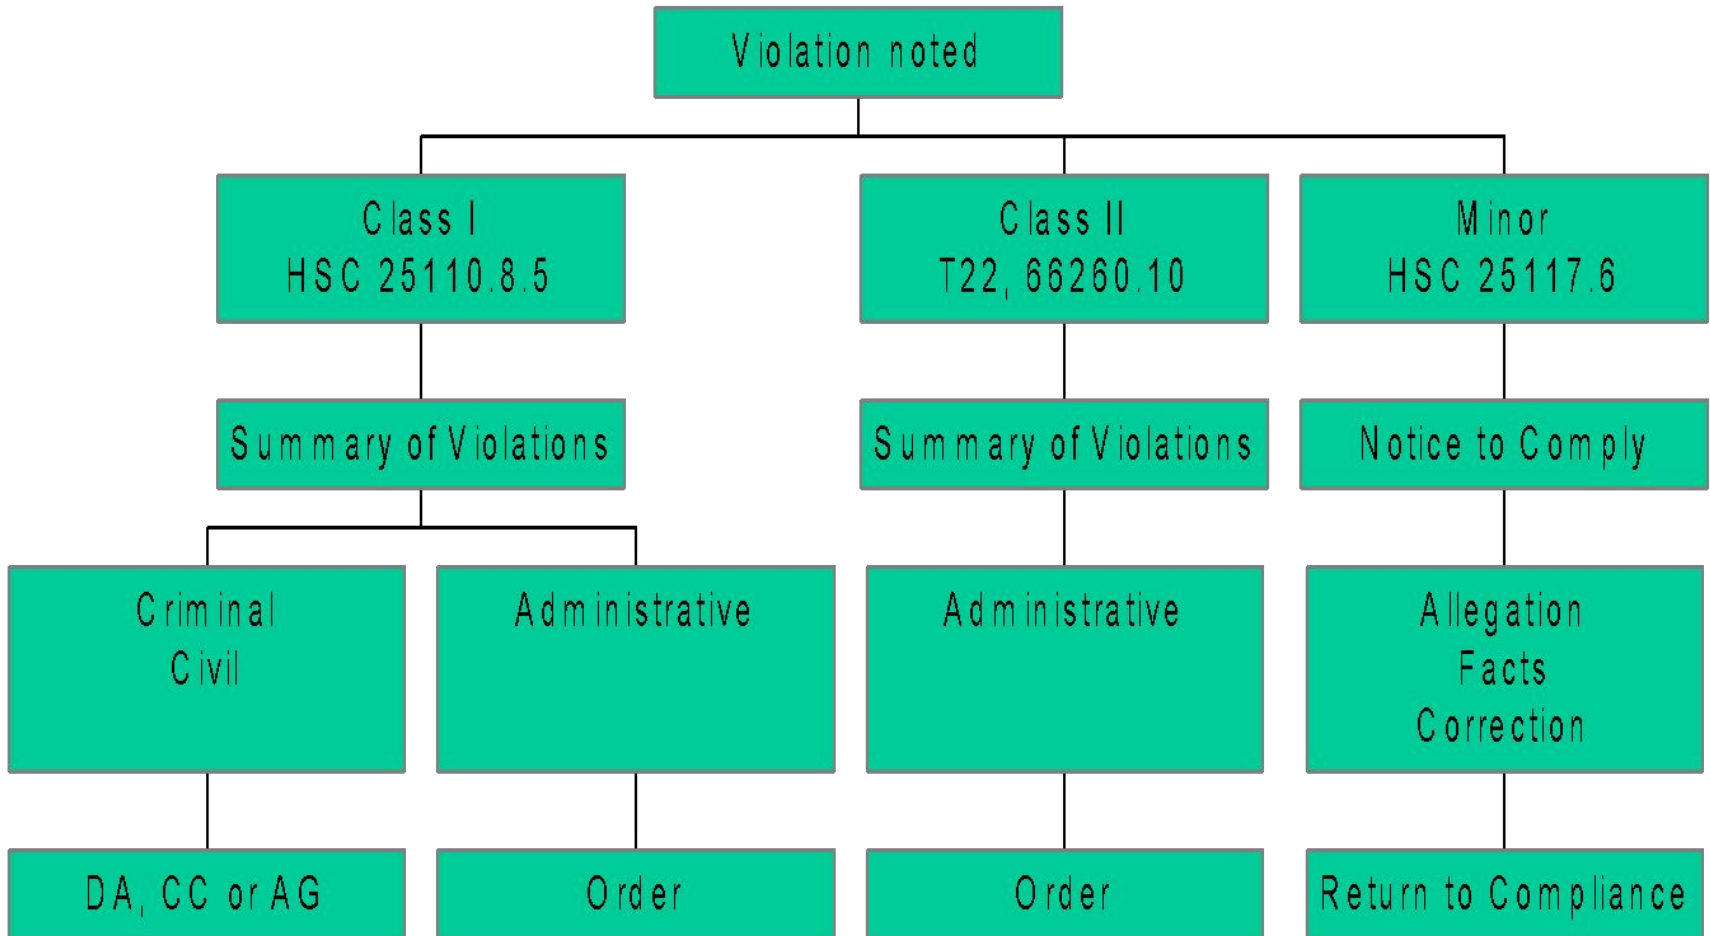 Violation noted
Class I
HSC 25110.8.5
Class II
T22, 66260.10
Minor
HSC 25117.6
Summary of Violations
Summary of Violations
Notice to Comply
Criminal
Civil
Administrative
Administrative
Allegation
Facts
Correction
DA, CC or AG
Order
Order
Return to Compliance